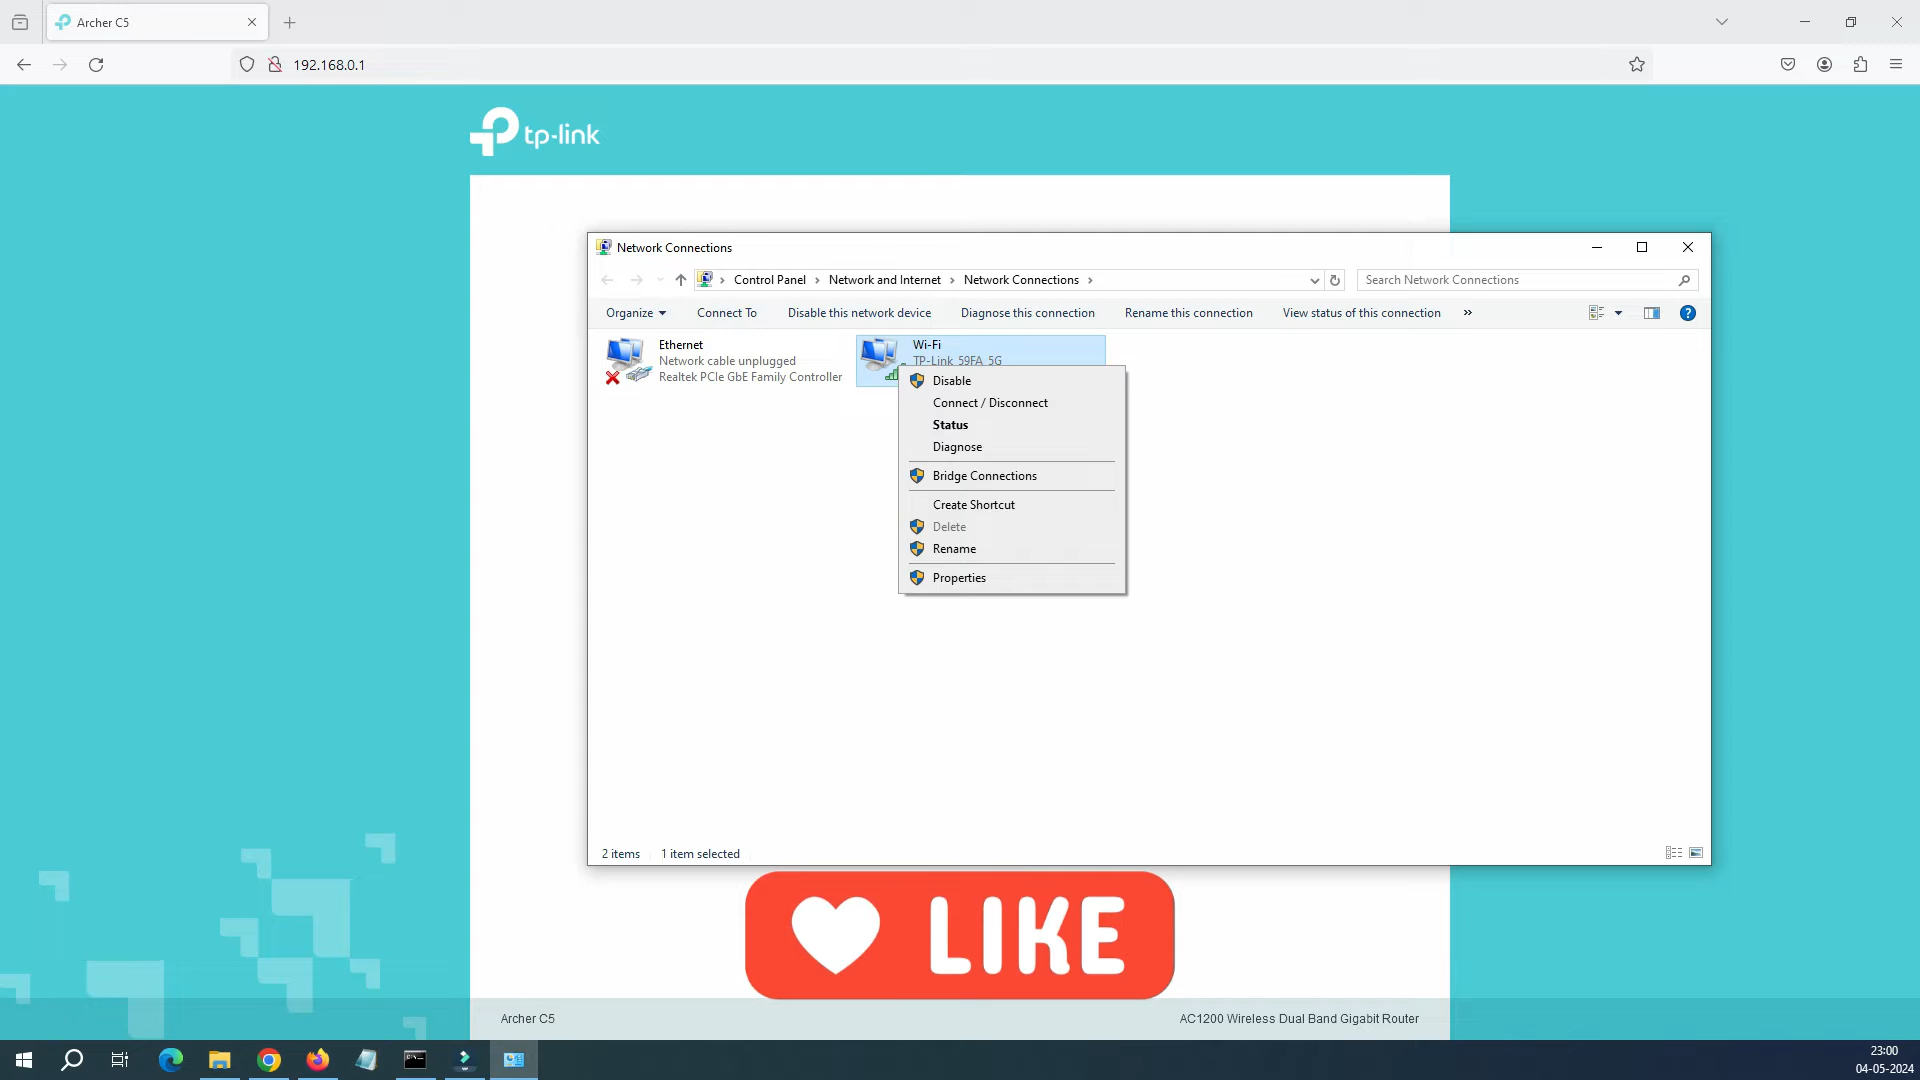 Archer C5
192.168.0.1
tp-link
Network Connections
Control Panel
Network and Internet
Network Connections
Search Network Connections
Organize
Connect To
Disable this network device
Diagnose this connection
Rename this connection
View status of this connection
»
Ethernet
Network cable unplugged
Realtek PCIe GbE Family Controller
Wi-Fi
TP-Link_59FA_5G
Disable
Connect / Disconnect
Status
Diagnose
Bridge Connections
Create Shortcut
Delete
Rename
Properties
2 items
1 item selected
LIKE
Archer C5
AC1200 Wireless Dual Band Gigabit Router
23:00
04-05-2024